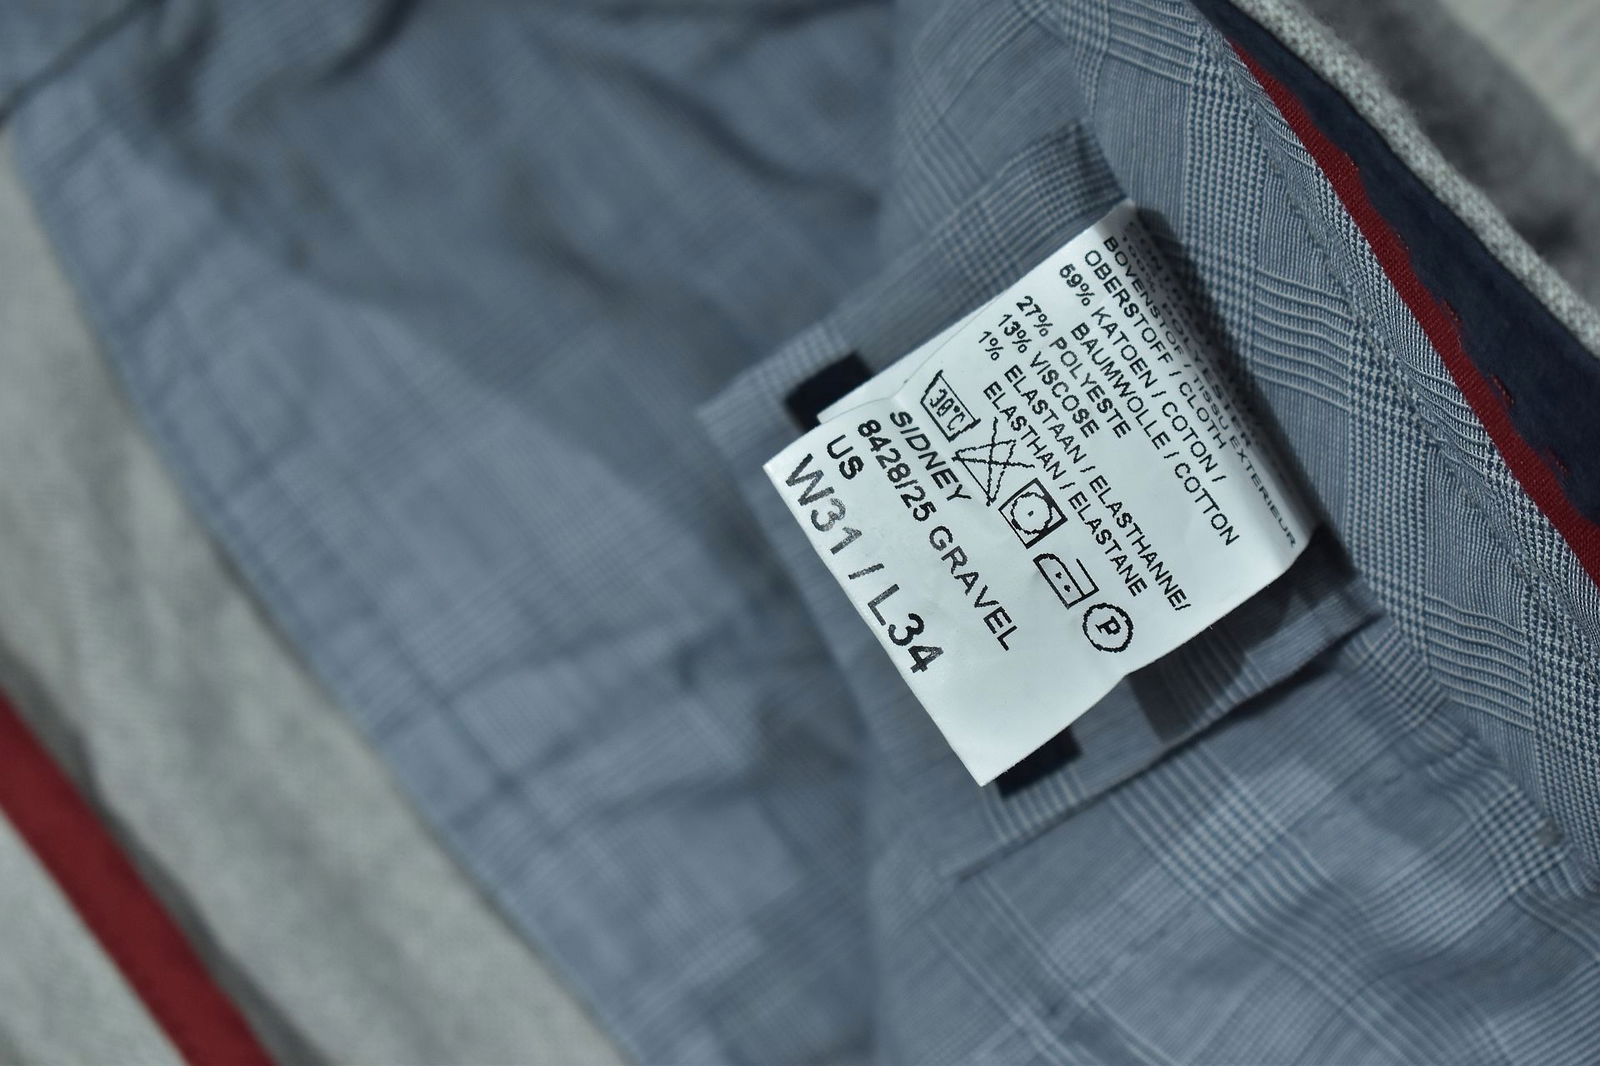 BOVENSTOF / TISSU EXTERIEUR
OBERSTOFF / CLOTH
59% KATOEN / COTON /
BAUMWOLLE / COTTON
27% POLYESTE
13% VISCOSE
1% ELASTAAN / ELASTHANNE/
ELASTHAN / ELASTANE
30°C
P
SIDNEY
8428/25 GRAVEL
US
W31 / L34